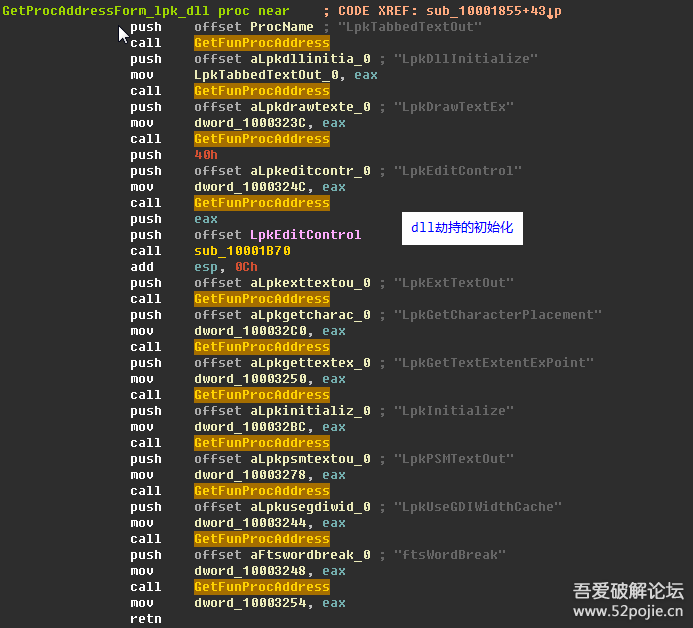 GetProcAddressForm_lpk_dll proc near ; CODE XREF: sub_10001855+43↓p
push offset ProcName ; "LpkTabbedTextOut"
call GetFunProcAddress
push offset aLpkdllinitia_0 ; "LpkDllInitialize"
mov LpkTabbedTextOut_0, eax
call GetFunProcAddress
push offset aLpkdrawtexte_0 ; "LpkDrawTextEx"
mov dword_1000323C, eax
call GetFunProcAddress
push 40h
push offset aLpkeditcontr_0 ; "LpkEditControl"
mov dword_1000324C, eax
call GetFunProcAddress
push eax
push offset LpkEditControl
call sub_10001B70
add esp, 0Ch
push offset aLpkexttextou_0 ; "LpkExtTextOut"
call GetFunProcAddress
push offset aLpkgetcharac_0 ; "LpkGetCharacterPlacement"
mov dword_100032C0, eax
call GetFunProcAddress
push offset aLpkgettextex_0 ; "LpkGetTextExtentExPoint"
mov dword_10003250, eax
call GetFunProcAddress
push offset aLpkinitializ_0 ; "LpkInitialize"
mov dword_100032BC, eax
call GetFunProcAddress
push offset aLpkpsmtextou_0 ; "LpkPSMTextOut"
mov dword_10003278, eax
call GetFunProcAddress
push offset aLpkusegdiwid_0 ; "LpkUseGDIWidthCache"
mov dword_10003244, eax
call GetFunProcAddress
push offset aFtswordbreak_0 ; "ftsWordBreak"
mov dword_10003248, eax
call GetFunProcAddress
mov dword_10003254, eax
retn
dll劫持的初始化
吾爱破解论坛
www.52pojie.cn